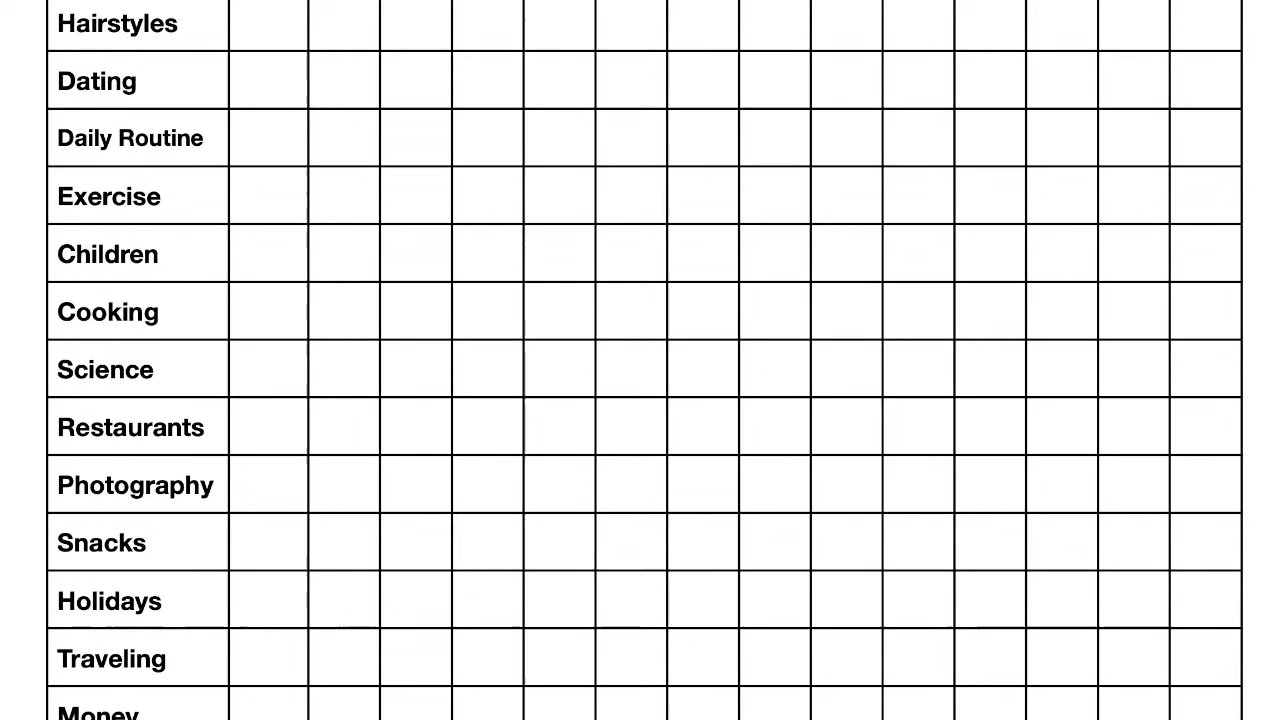 Hairstyles
Dating
Daily Routine
Exercise
Children
Cooking
Science
Restaurants
Photography
Snacks
Holidays
Traveling
Money